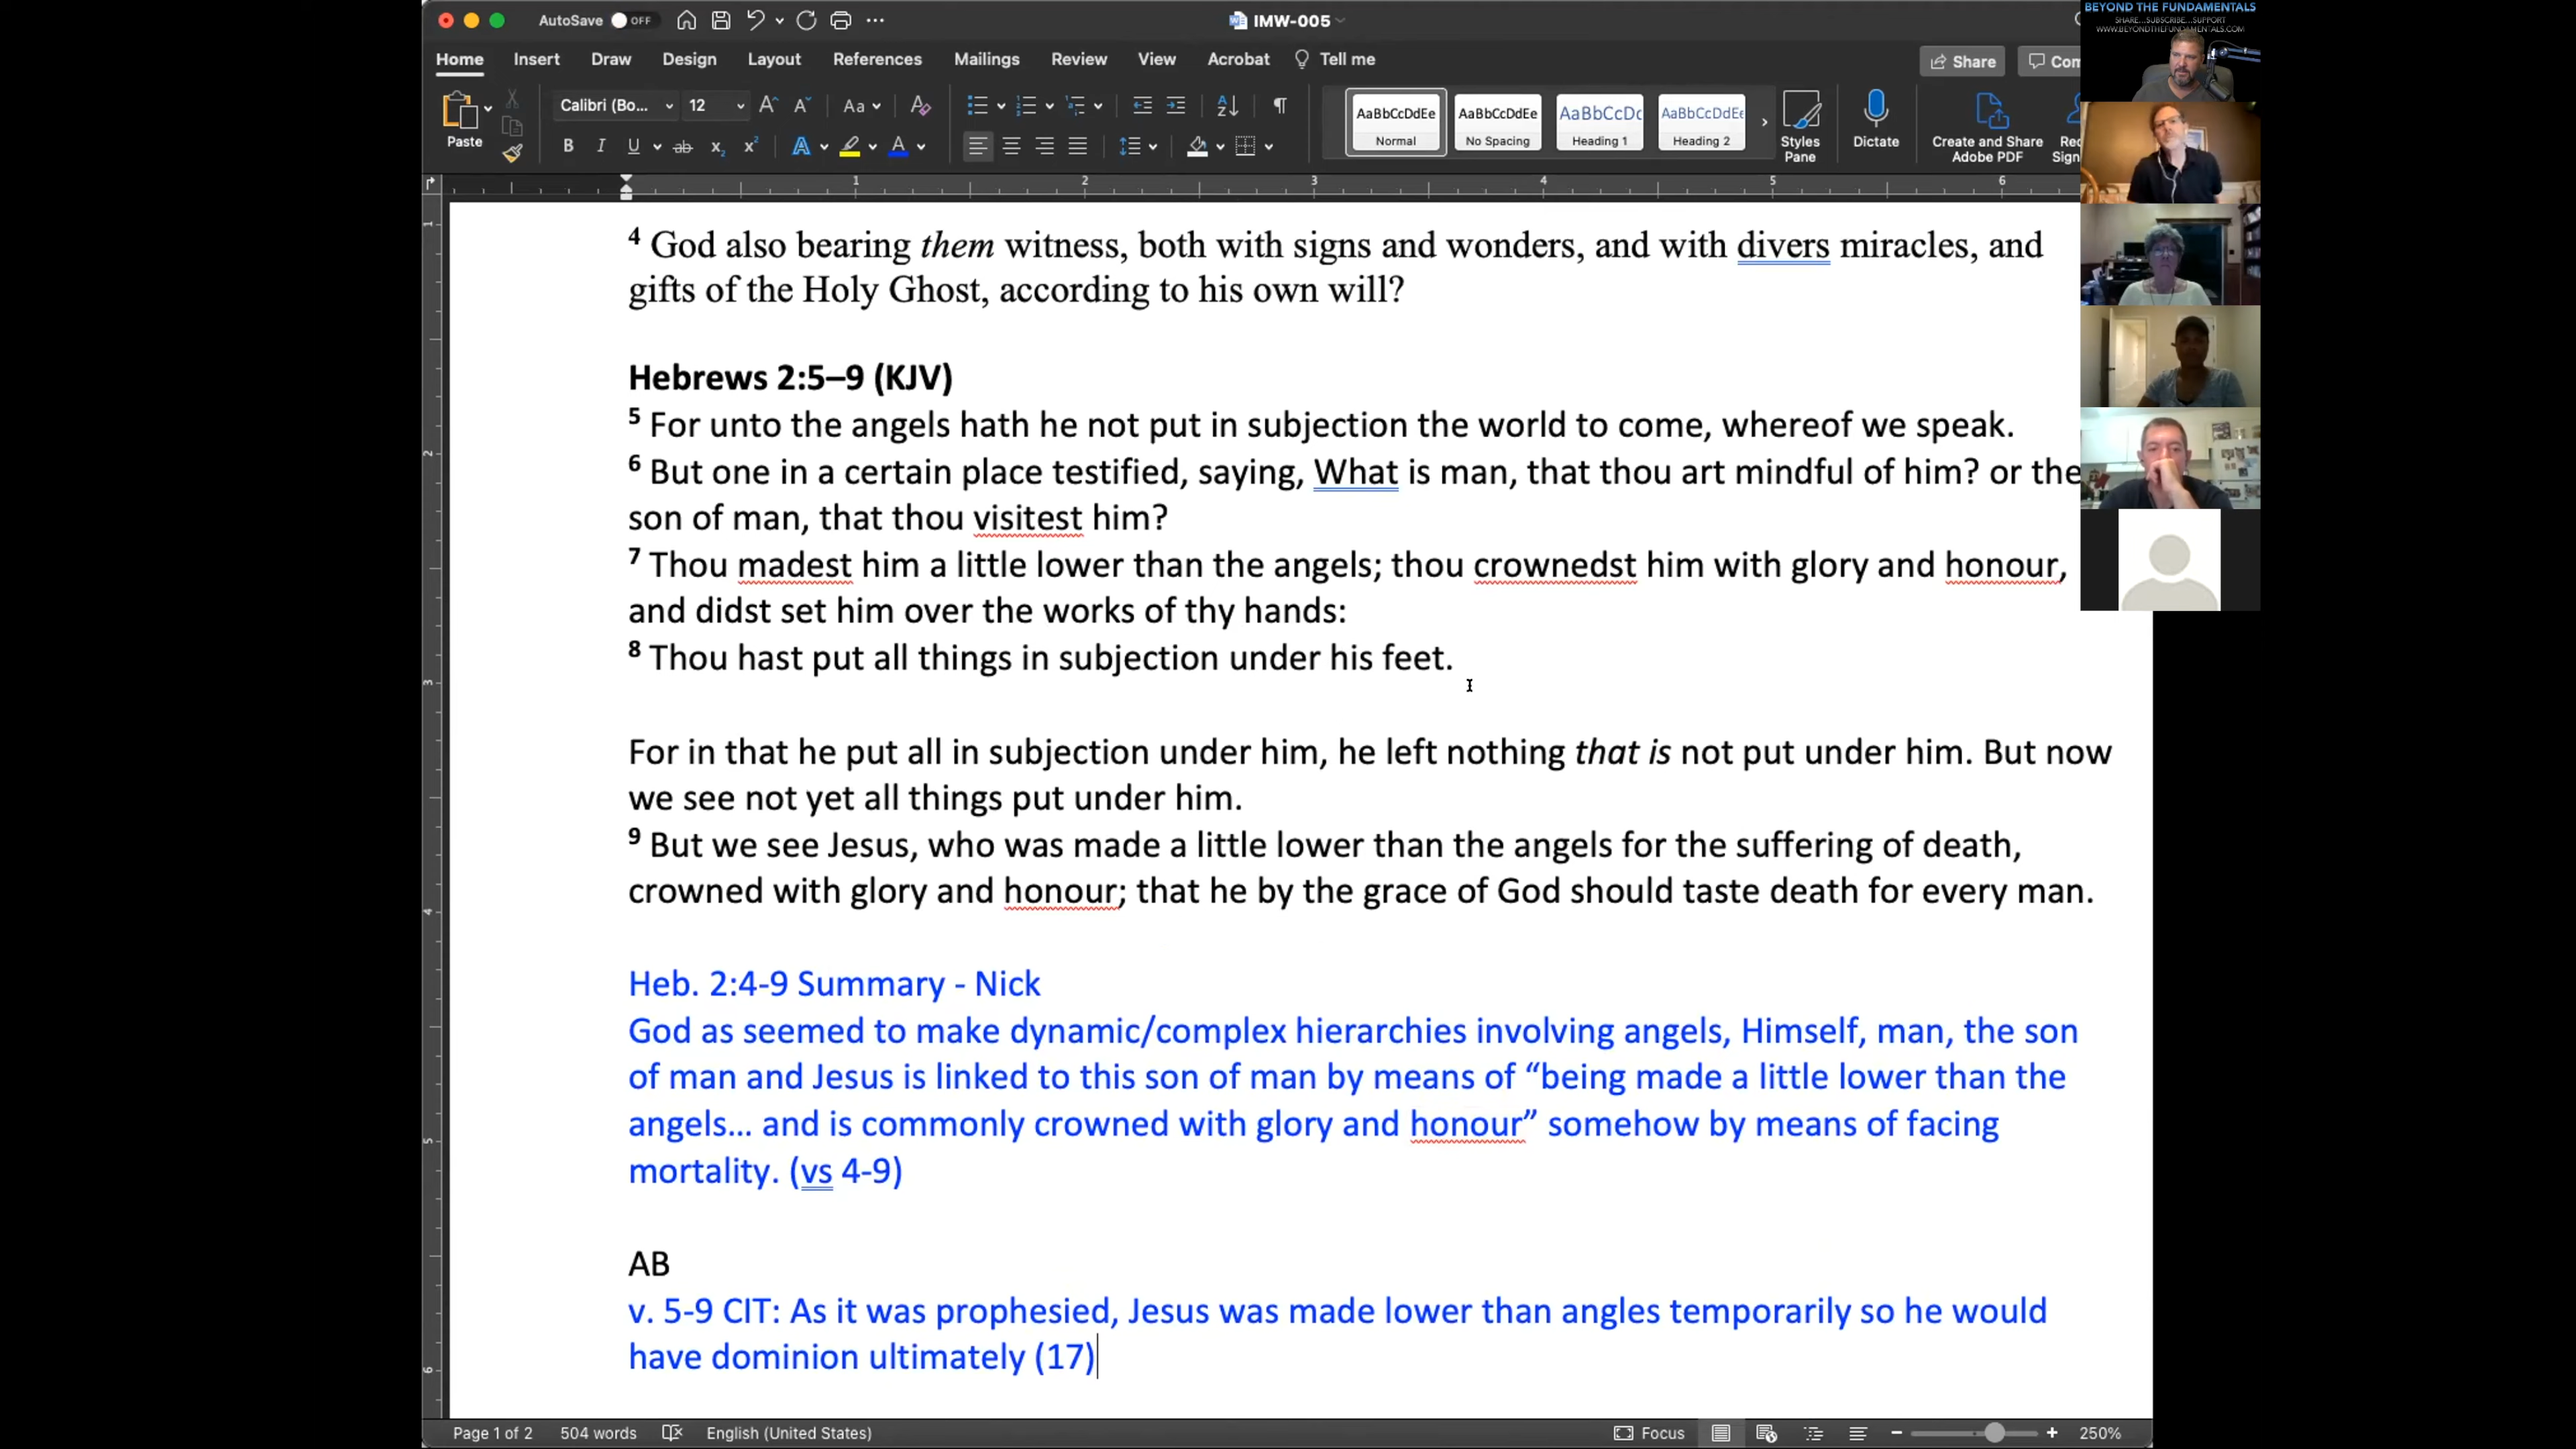 AutoSave OFF
IMW-005
Home Insert Draw Design Layout References Mailings Review View Acrobat Tell me
Share
Paste
Calibri (Bo... 12
Aa
AaBbCcDdEe
Normal
AaBbCcDdEe
No Spacing
Heading 1
Heading 2
Styles
Pane
Dictate
Create and Share
Adobe PDF
BEYOND THE FUNDAMENTALS
SHARE...SUBSCRIBE...SUPPORT
WWW.BEYONDTHEFUNDAMENTALS.COM
1 2 3 4 5 6
4 God also bearing them witness, both with signs and wonders, and with divers miracles, and
gifts of the Holy Ghost, according to his own will?
Hebrews 2:5–9 (KJV)
5 For unto the angels hath he not put in subjection the world to come, whereof we speak.
6 But one in a certain place testified, saying, What is man, that thou art mindful of him? or the
son of man, that thou visitest him?
7 Thou madest him a little lower than the angels; thou crownedst him with glory and honour,
and didst set him over the works of thy hands:
8 Thou hast put all things in subjection under his feet.
For in that he put all in subjection under him, he left nothing that is not put under him. But now
we see not yet all things put under him.
9 But we see Jesus, who was made a little lower than the angels for the suffering of death,
crowned with glory and honour; that he by the grace of God should taste death for every man.
Heb. 2:4-9 Summary - Nick
God as seemed to make dynamic/complex hierarchies involving angels, Himself, man, the son
of man and Jesus is linked to this son of man by means of “being made a little lower than the
angels... and is commonly crowned with glory and honour” somehow by means of facing
mortality. (vs 4-9)
AB
v. 5-9 CIT: As it was prophesied, Jesus was made lower than angles temporarily so he would
have dominion ultimately (17)
Page 1 of 2 504 words English (United States) Focus 250%